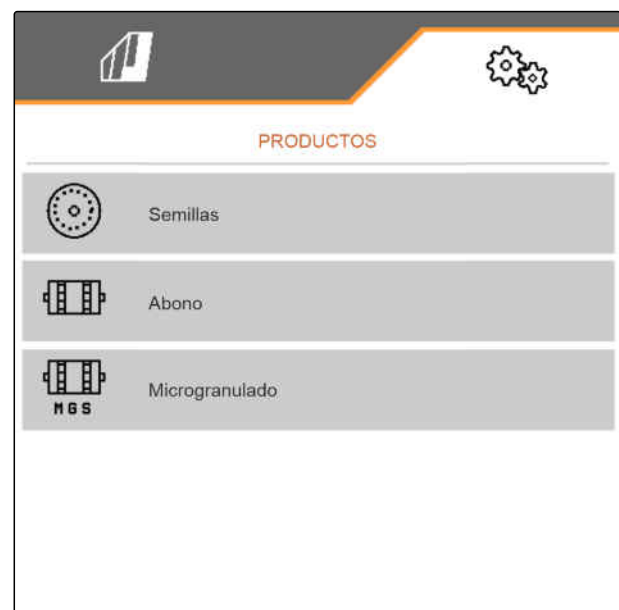 PRODUCTOS
Semillas
Abono
Microgranulado
MGS